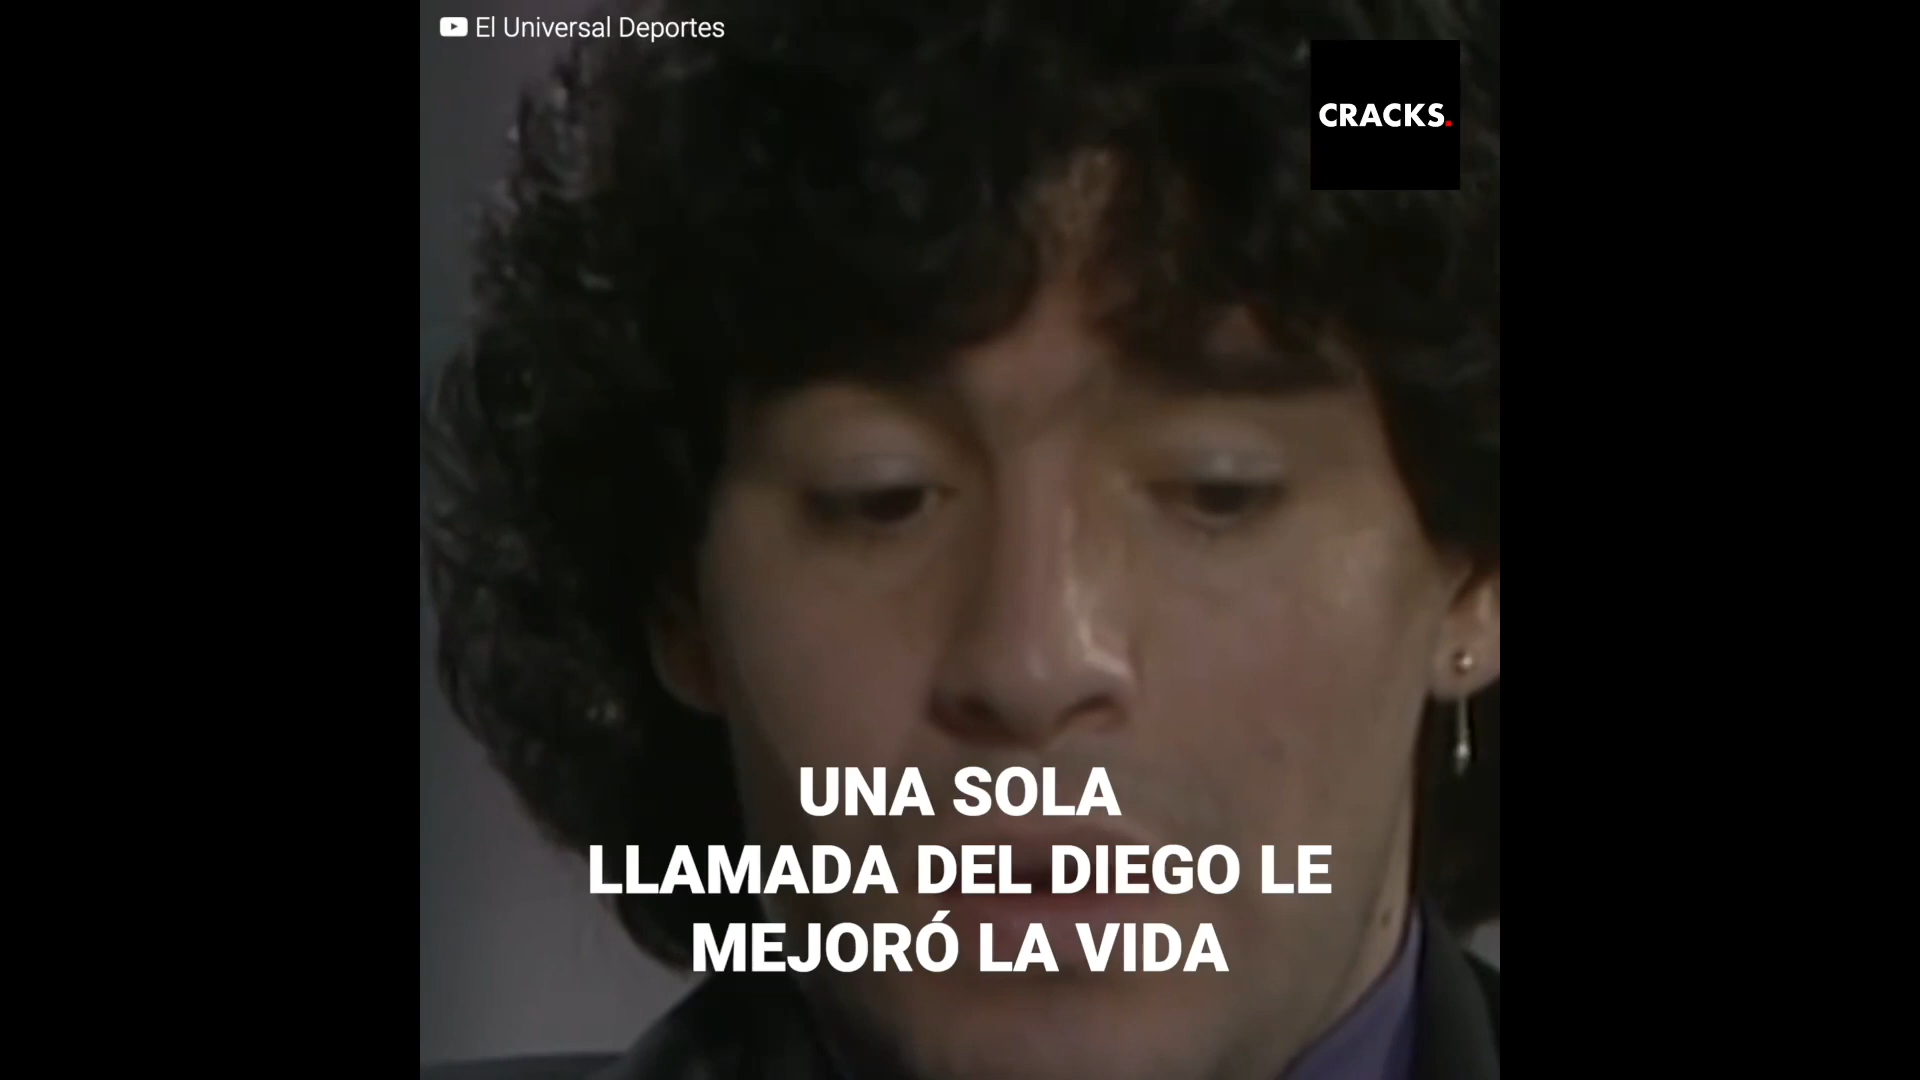 El Universal Deportes
CRACKS.
UNA SOLA
LLAMADA DEL DIEGO LE
MEJORÓ LA VIDA